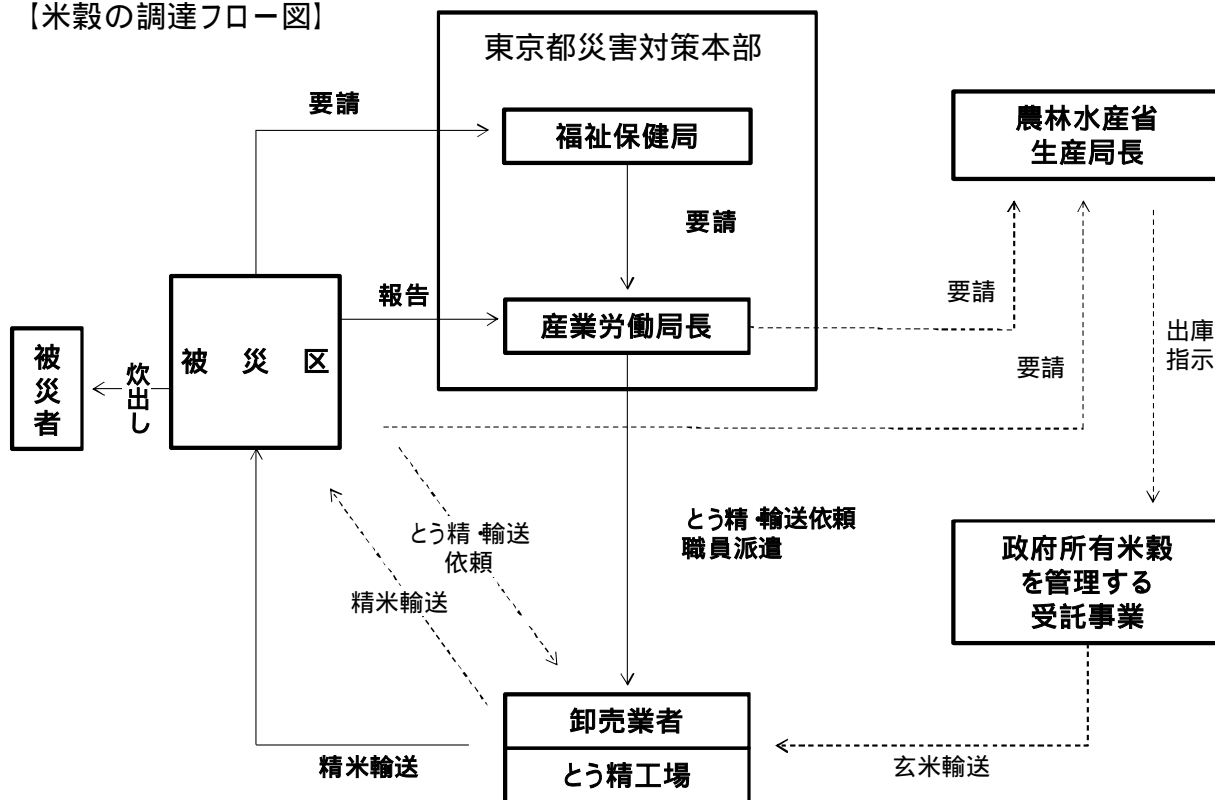 【米穀の調達フロー図】
東京都災害対策本部
要請
福祉保健局
農林水産省
生産局長
要請
報告
産業労働局長
要請
要請
出庫
指示
被災者
炊出し
被　災　区
とう精・輸送
依頼
精米輸送
とう精・輸送依頼
職員派遣
政府所有米穀
を管理する
受託事業
卸売業者
とう精工場
精米輸送
玄米輸送